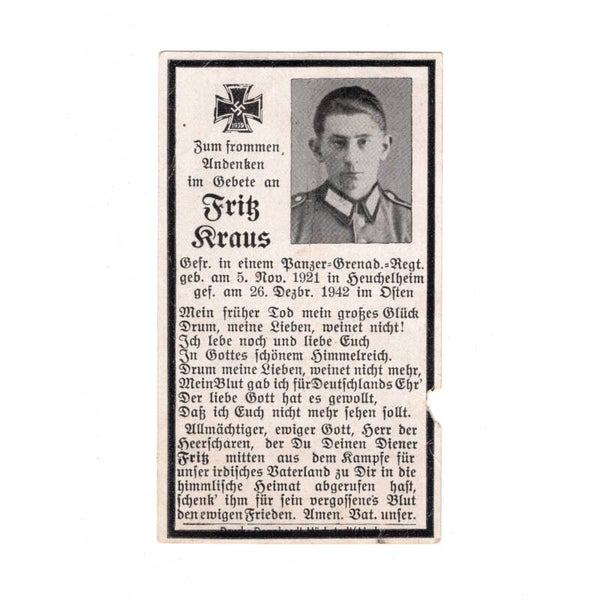 1939
Zum frommen
Andenken
im Gebete an
Fritz
Kraus
Gefr. in einem Panzer=Grenad.=Regt.
geb. am 5. Nov. 1921 in Heuchelheim
gef. am 26. Dezbr. 1942 im Osten
Mein früher Tod mein großes Glück
Drum, meine Lieben, weinet nicht!
Ich lebe noch und liebe Euch
In Gottes schönem Himmelreich.
Drum meine Lieben, weinet nicht mehr,
Mein Blut gab ich für Deutschlands Ehr'
Der liebe Gott hat es gewollt,
Daß ich Euch nicht mehr sehen sollt.
Allmächtiger, ewiger Gott, Herr der
Heerscharen, der Du Deinen Diener
Fritz mitten aus dem Kampfe für
unser irdisches Vaterland zu Dir in die
himmlische Heimat abgerufen hast,
schenk' ihm für sein vergossenes Blut
den ewigen Frieden. Amen. Vat. unser.